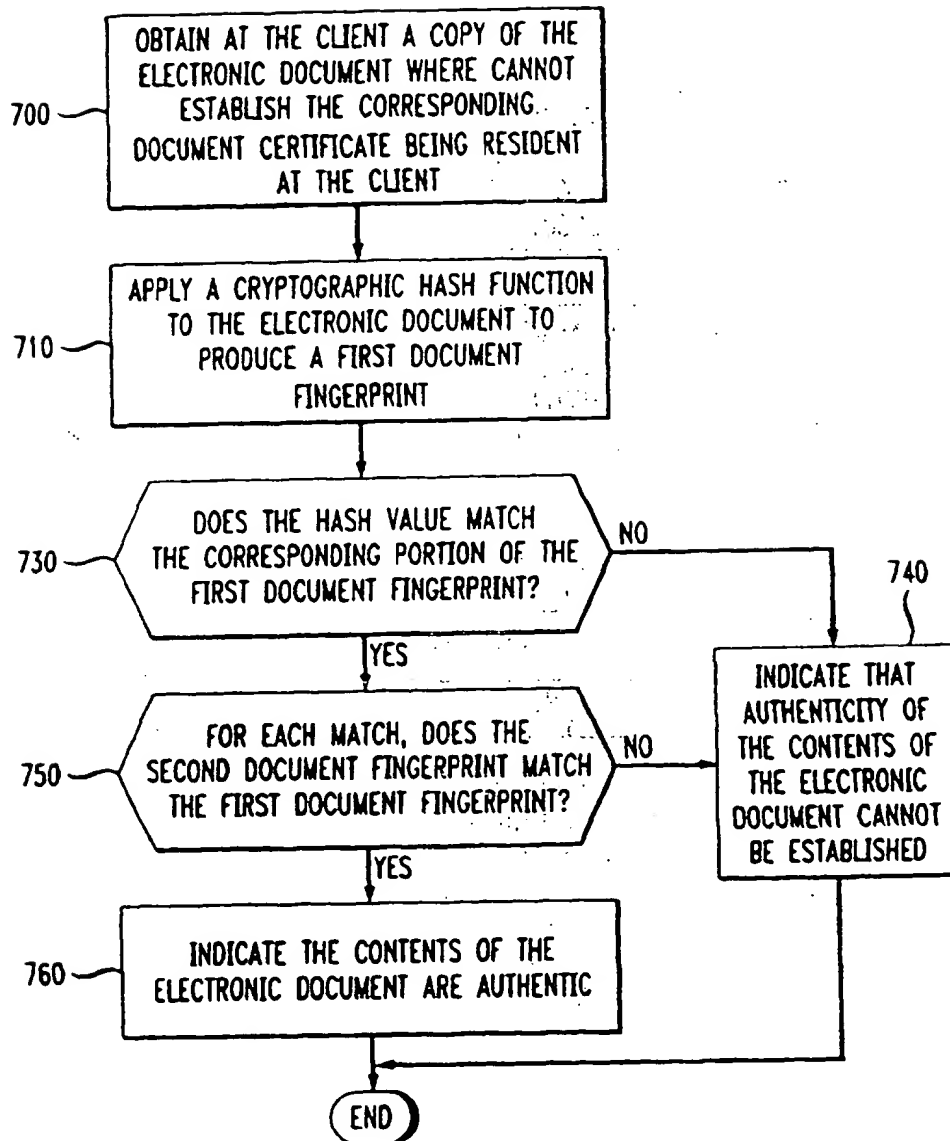 OBTAIN AT THE CLIENT A COPY OF THE
ELECTRONIC DOCUMENT WHERE CANNOT
ESTABLISH THE CORRESPONDING
DOCUMENT CERTIFICATE BEING RESIDENT
AT THE CLIENT
700
APPLY A CRYPTOGRAPHIC HASH FUNCTION
TO THE ELECTRONIC DOCUMENT TO
PRODUCE A FIRST DOCUMENT
FINGERPRINT
710
DOES THE HASH VALUE MATCH
THE CORRESPONDING PORTION OF THE
FIRST DOCUMENT FINGERPRINT?
730
NO
YES
740
INDICATE THAT
AUTHENTICITY OF
THE CONTENTS OF
THE ELECTRONIC
DOCUMENT CANNOT
BE ESTABLISHED
FOR EACH MATCH, DOES THE
SECOND DOCUMENT FINGERPRINT MATCH
THE FIRST DOCUMENT FINGERPRINT?
750
NO
YES
INDICATE THE CONTENTS OF THE
ELECTRONIC DOCUMENT ARE AUTHENTIC
760
END